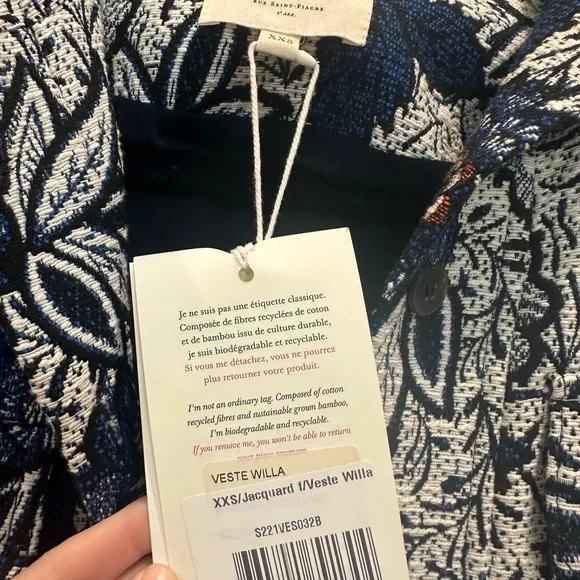 RUE SAINT-FIACRE
XXS
Je ne suis pas une étiquette classique.
Composée de fibres recyclées de coton
et de bambou issu de culture durable,
je suis biodégradable et recyclable.
Si vous me détachez, vous ne pourrez
plus retourner votre produit.
I'm not an ordinary tag. Composed of cotton
recycled fibres and sustainable grown bamboo,
I'm biodegradable and recyclable.
If you remove me, you won't be able to return
your piece anymore.
VESTE WILLA
XXS/Jacquard f/Veste Willa
S221VES032B